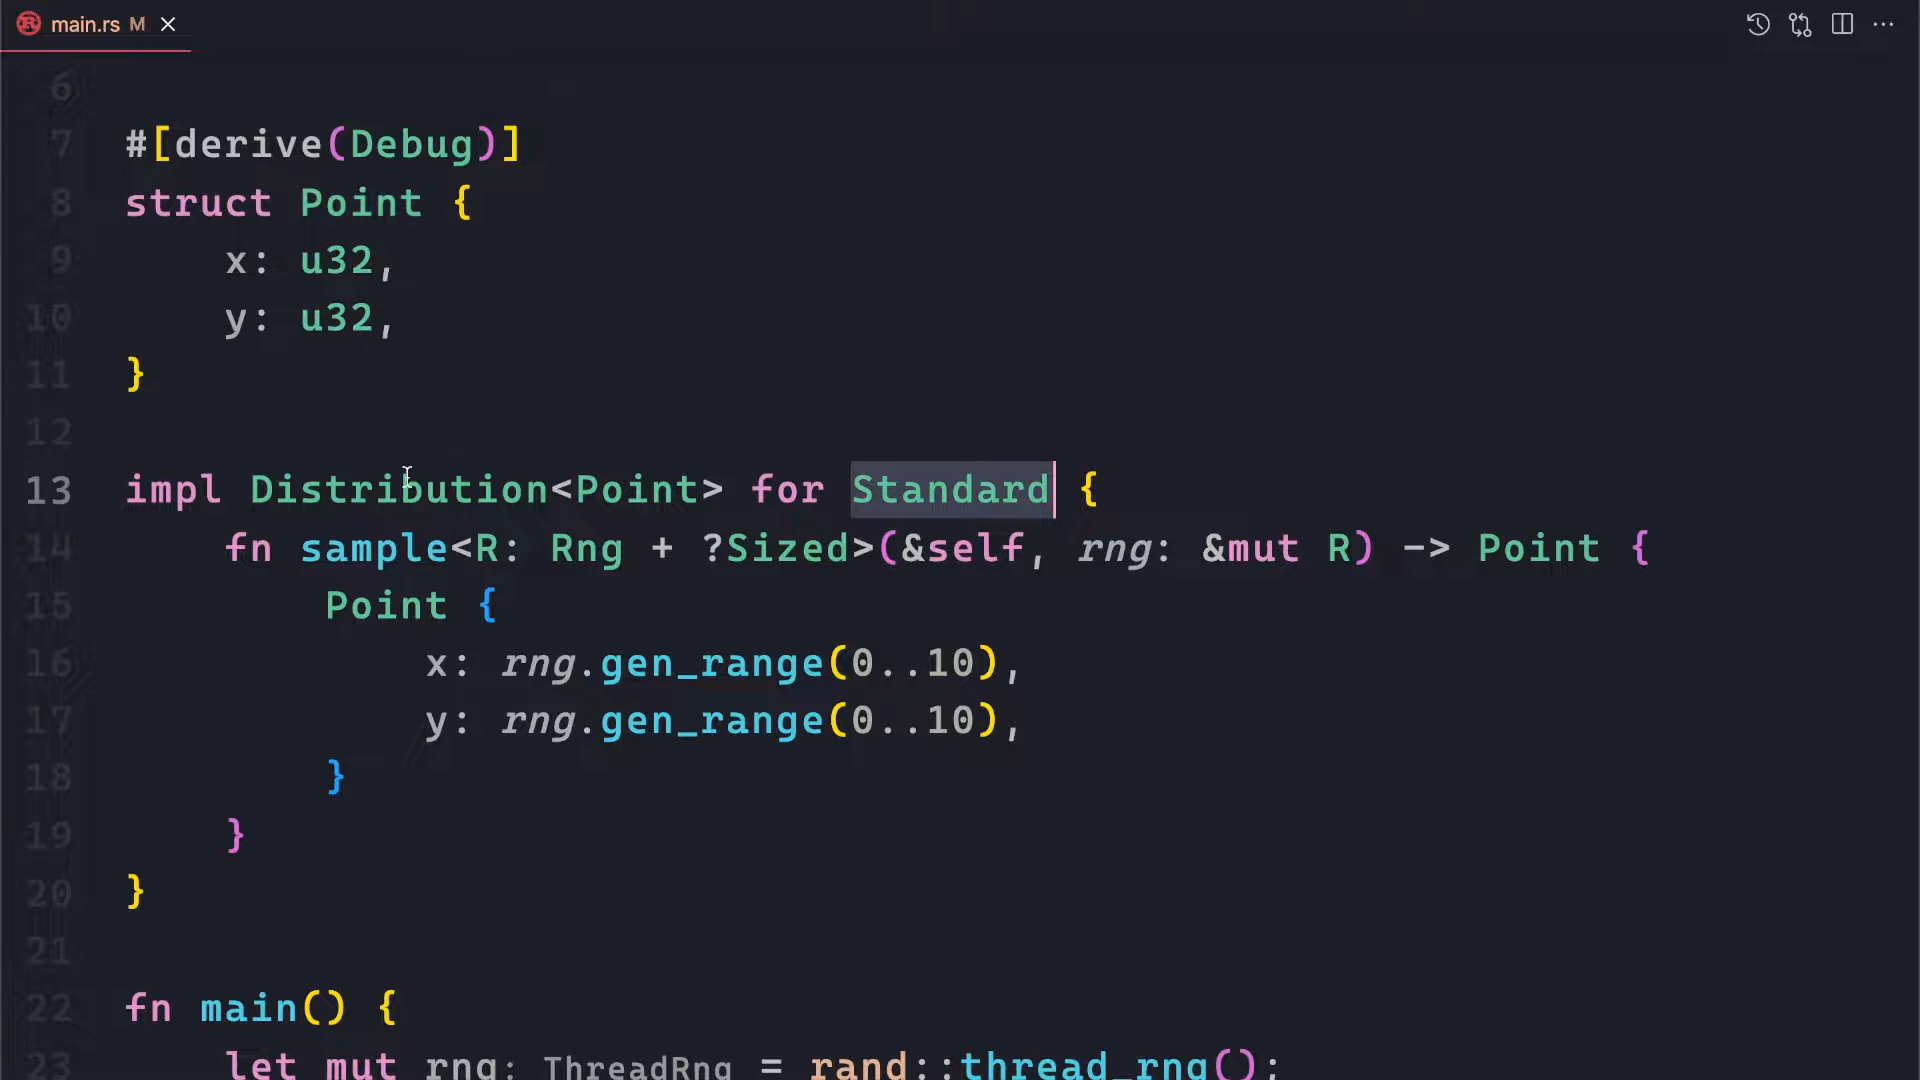 main.rs M
6
7 #[derive(Debug)]
8 struct Point {
9     x: u32,
10     y: u32,
11 }
12
13 impl Distribution<Point> for Standard {
14     fn sample<R: Rng + ?Sized>(&self, rng: &mut R) -> Point {
15         Point {
16             x: rng.gen_range(0..10),
17             y: rng.gen_range(0..10),
18         }
19     }
20 }
21
22 fn main() {
23     let mut rng: ThreadRng = rand::thread_rng();